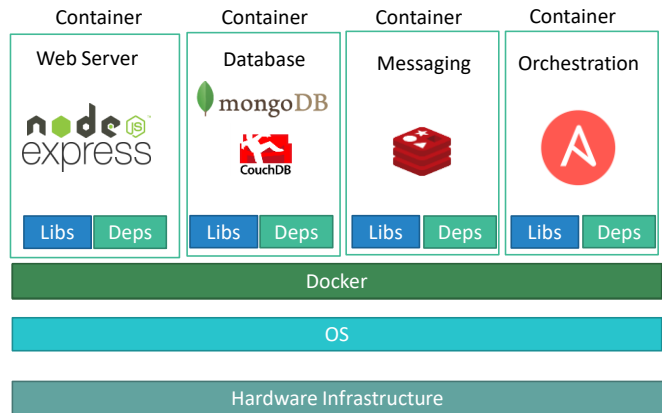 Container Container Container Container
Web Server
Database
Messaging
Orchestration
node JS
express
mongoDB
CouchDB
A
Libs Deps Libs Deps Libs Deps Libs Deps
Docker
OS
Hardware Infrastructure